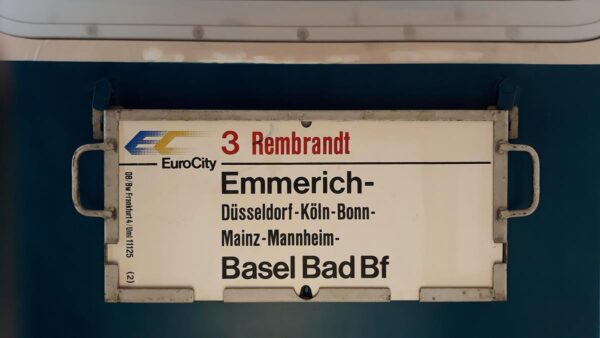 EC
EuroCity
3 Rembrandt
Emmerich-
Düsseldorf-Köln-Bonn-
Mainz-Mannheim-
Basel Bad Bf
DB/Bw Frankfurt 4/Uml 11125 (2)